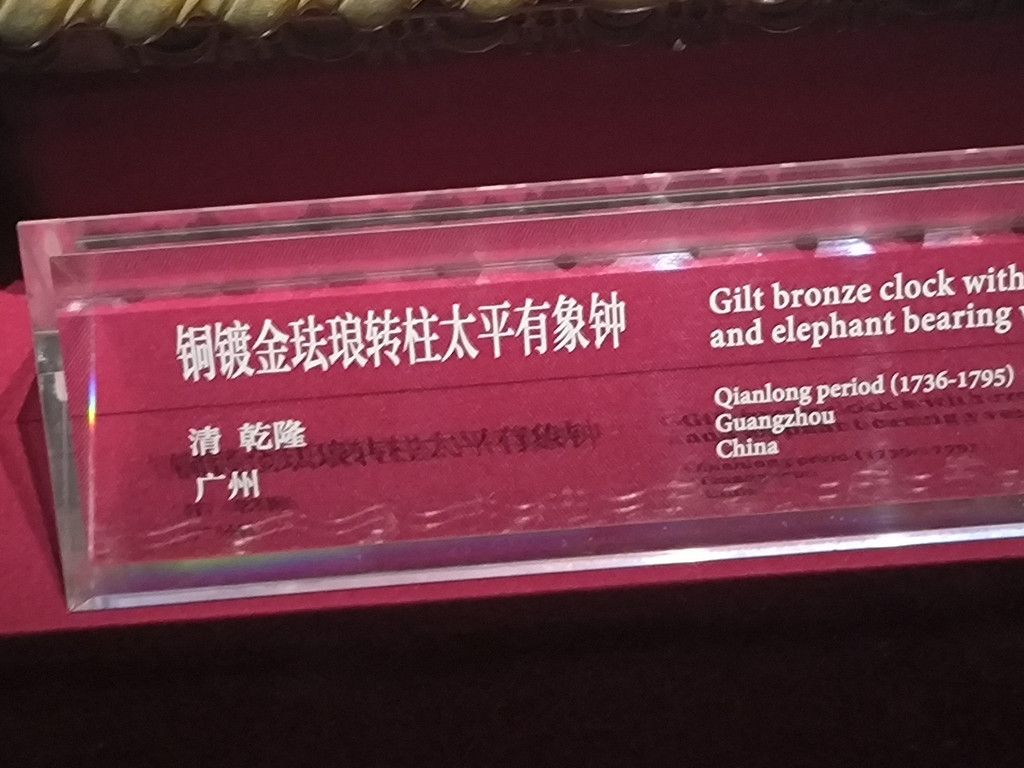 铜镀金珐琅转柱太平有象钟
清 乾隆
广州
Gilt bronze clock with
and elephant bearing
Qianlong period (1736-1795)
Guangzhou
China